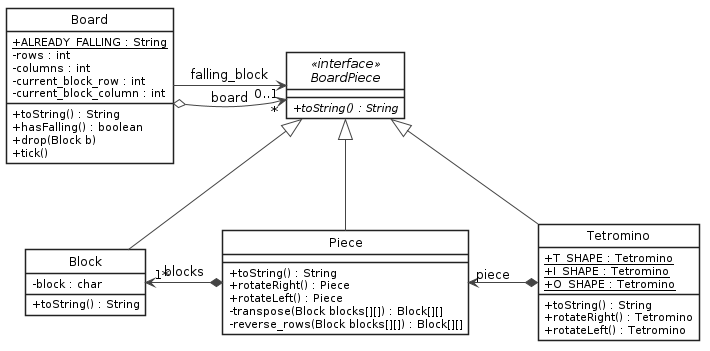 Board
+ALREADY_FALLING : String
-rows : int
-columns : int
-current_block_row : int
-current_block_column : int
+toString() : String
+hasFalling() : boolean
+drop(Block b)
+tick()
falling_block
0..1
board
*
«interface»
BoardPiece
+toString() : String
Block
-block : char
+toString() : String
1*
blocks
Piece
+toString() : String
+rotateRight() : Piece
+rotateLeft() : Piece
-transpose(Block blocks[][]) : Block[][]
-reverse_rows(Block blocks[][]) : Block[][]
piece
Tetromino
+T_SHAPE : Tetromino
+I_SHAPE : Tetromino
+O_SHAPE : Tetromino
+toString() : String
+rotateRight() : Tetromino
+rotateLeft() : Tetromino